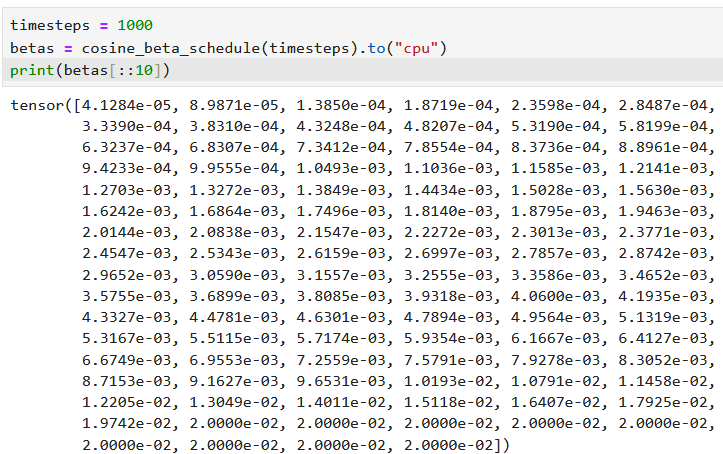 timesteps = 1000
betas = cosine_beta_schedule(timesteps).to("cpu")
print(betas[::10])
tensor([4.1284e-05, 8.9871e-05, 1.3850e-04, 1.8719e-04, 2.3598e-04, 2.8487e-04,
3.3390e-04, 3.8310e-04, 4.3248e-04, 4.8207e-04, 5.3190e-04, 5.8199e-04,
6.3237e-04, 6.8307e-04, 7.3412e-04, 7.8554e-04, 8.3736e-04, 8.8961e-04,
9.4233e-04, 9.9555e-04, 1.0493e-03, 1.1036e-03, 1.1585e-03, 1.2141e-03,
1.2703e-03, 1.3272e-03, 1.3849e-03, 1.4434e-03, 1.5028e-03, 1.5630e-03,
1.6242e-03, 1.6864e-03, 1.7496e-03, 1.8140e-03, 1.8795e-03, 1.9463e-03,
2.0144e-03, 2.0838e-03, 2.1547e-03, 2.2272e-03, 2.3013e-03, 2.3771e-03,
2.4547e-03, 2.5343e-03, 2.6159e-03, 2.6997e-03, 2.7857e-03, 2.8742e-03,
2.9652e-03, 3.0590e-03, 3.1557e-03, 3.2555e-03, 3.3586e-03, 3.4652e-03,
3.5755e-03, 3.6899e-03, 3.8085e-03, 3.9318e-03, 4.0600e-03, 4.1935e-03,
4.3327e-03, 4.4781e-03, 4.6301e-03, 4.7894e-03, 4.9564e-03, 5.1319e-03,
5.3167e-03, 5.5115e-03, 5.7174e-03, 5.9354e-03, 6.1667e-03, 6.4127e-03,
6.6749e-03, 6.9553e-03, 7.2559e-03, 7.5791e-03, 7.9278e-03, 8.3052e-03,
8.7153e-03, 9.1627e-03, 9.6531e-03, 1.0193e-02, 1.0791e-02, 1.1458e-02,
1.2205e-02, 1.3049e-02, 1.4011e-02, 1.5118e-02, 1.6407e-02, 1.7925e-02,
1.9742e-02, 2.0000e-02, 2.0000e-02, 2.0000e-02, 2.0000e-02, 2.0000e-02,
2.0000e-02, 2.0000e-02, 2.0000e-02, 2.0000e-02])